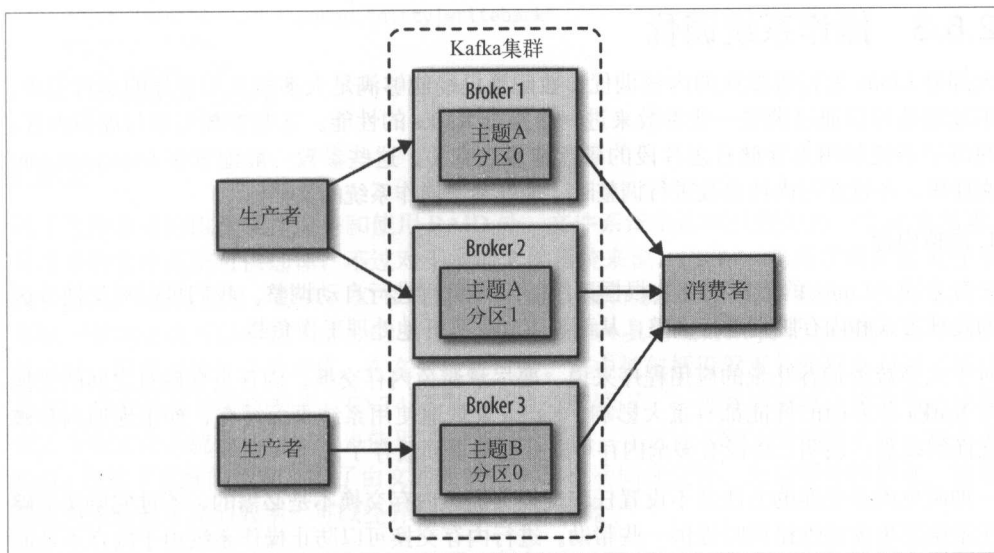 Kafka集群
Broker 1
主题A
分区0
生产者
Broker 2
主题A
分区1
消费者
Broker 3
主题B
分区0
生产者